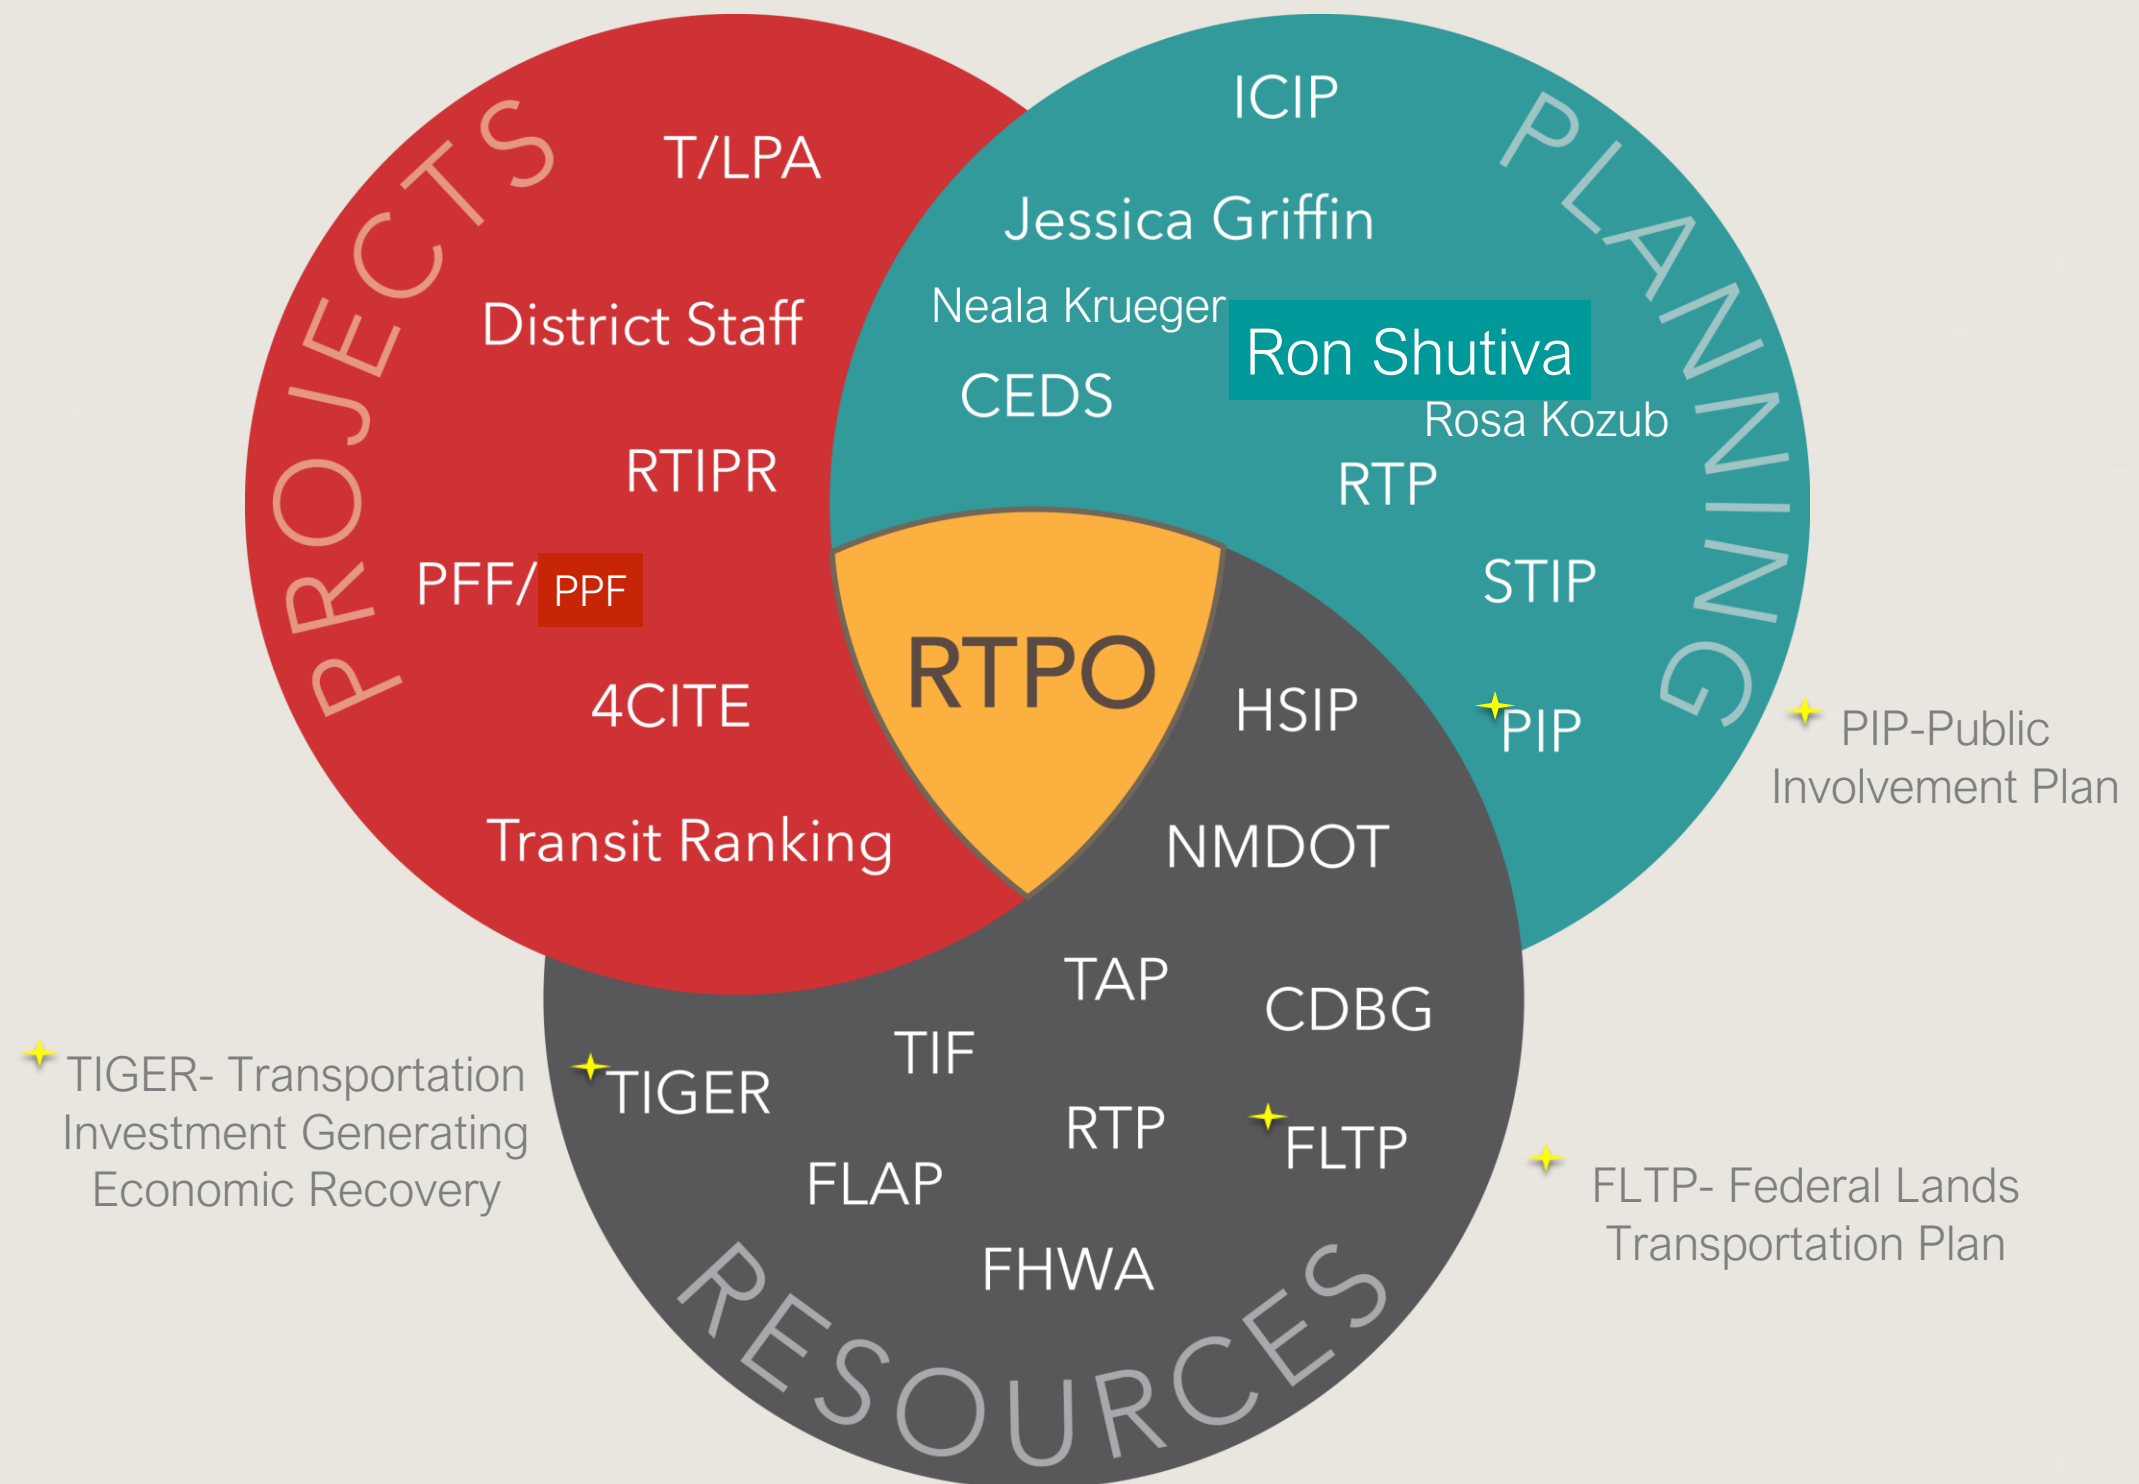 PROJECTS
T/LPA
District Staff
RTIPR
PFF/ PPF
4CITE
Transit Ranking
PLANNING
ICIP
Jessica Griffin
Neala Krueger
Ron Shutiva
CEDS
Rosa Kozub
RTP
STIP
PIP
RTPO
HSIP
NMDOT
TAP
CDBG
TIF
TIGER
RTP
FLTP
FLAP
FHWA
RESOURCES
PIP-Public
Involvement Plan
TIGER- Transportation
Investment Generating
Economic Recovery
FLTP- Federal Lands
Transportation Plan